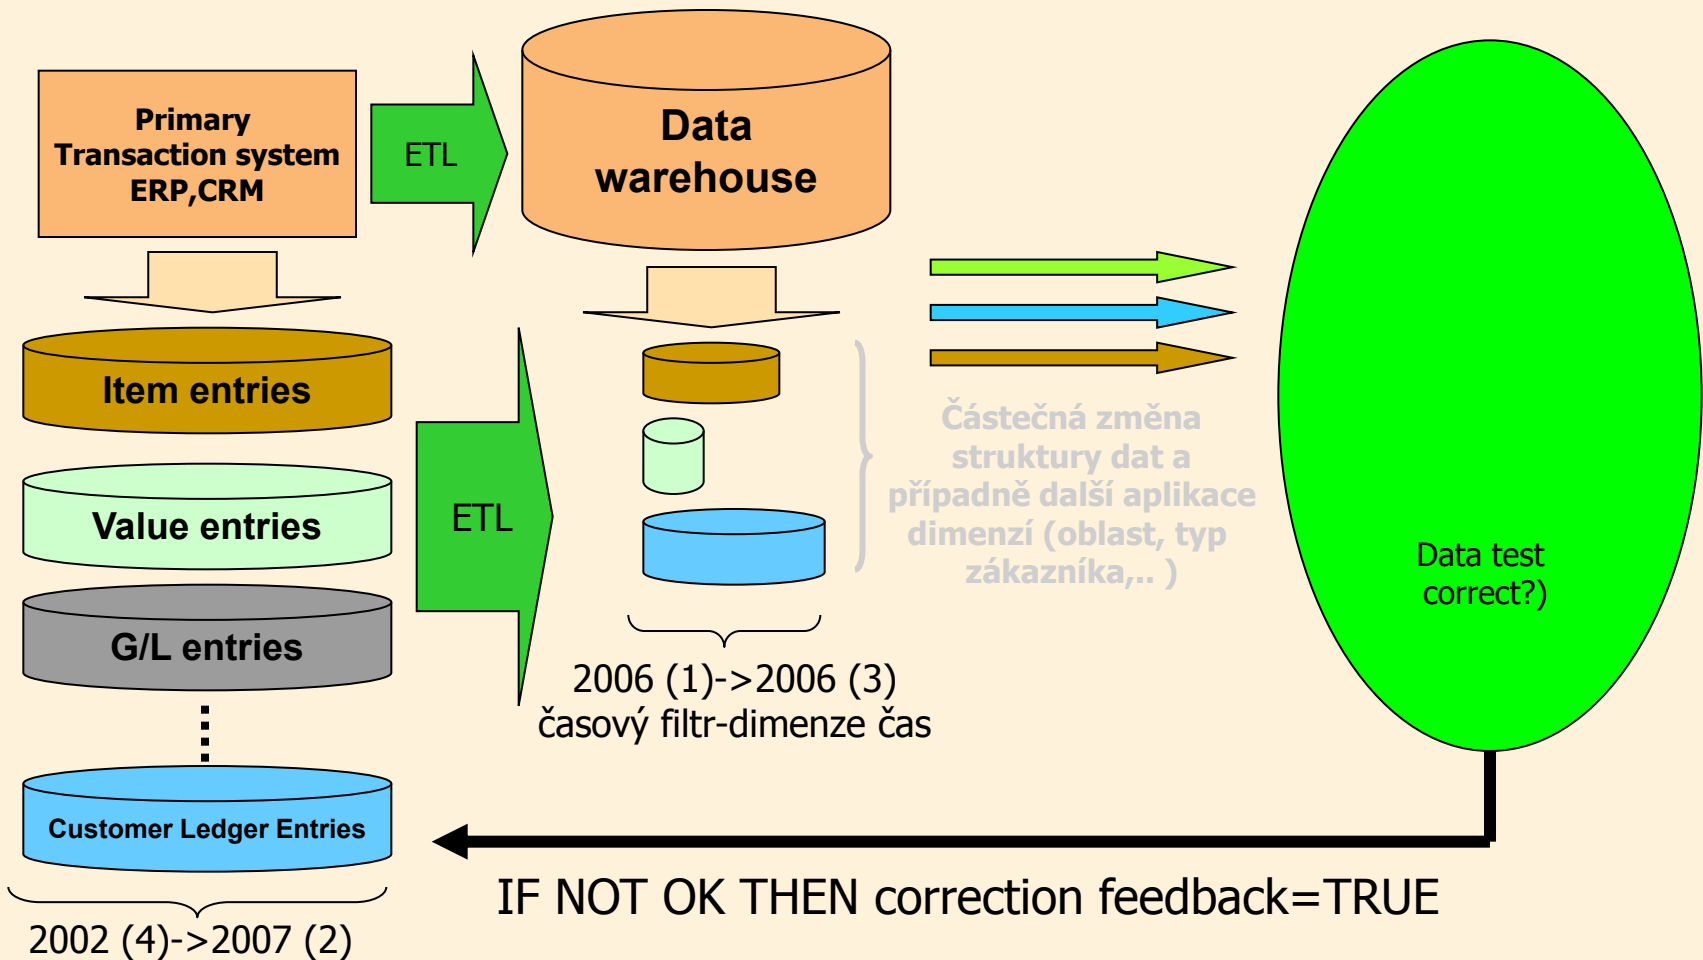 Primary
Transaction system
ERP,CRM
ETL
Data
warehouse
Item entries
Value entries
G/L entries
Customer Ledger Entries
2002 (4)->2007 (2)
ETL
2006 (1)->2006 (3)
časový filtr-dimenze čas
Částečná změna
struktury dat a
případně další aplikace
dimenzí (oblast, typ
zákazníka,.. )
Data test
correct?)
IF NOT OK THEN correction feedback=TRUE